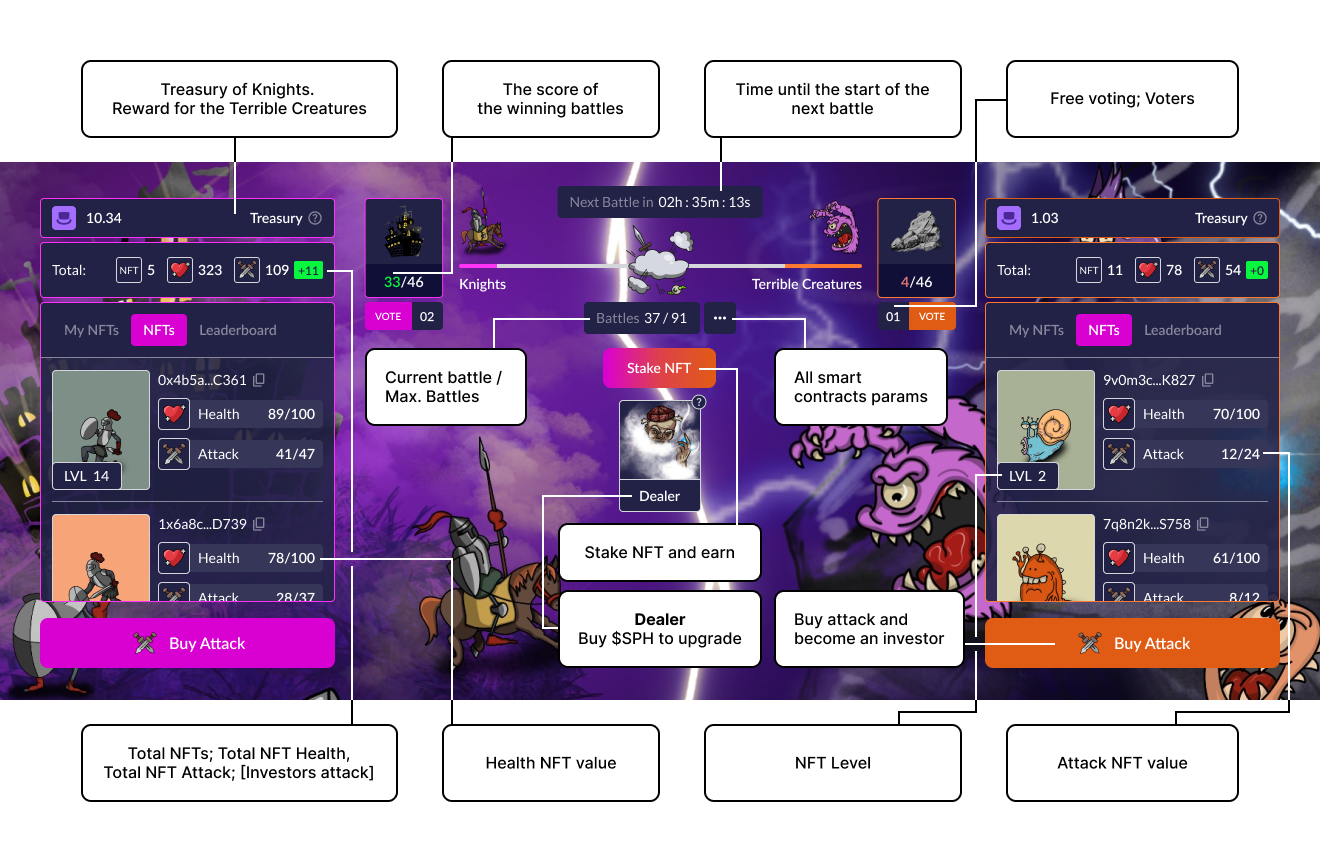 Treasury of Knights.
Reward for the Terrible Creatures
The score of
the winning battles
Time until the start of the
next battle
Free voting; Voters
10.34 Treasury ?
Total: NFT 5 323 109 +11
My NFTs NFTs Leaderboard
0x4b5a...C361
Health 89/100
Attack 41/47
LVL 14
1x6a8c...D739
Health 78/100
Attack 28/37
Buy Attack
33/46
VOTE 02
Knights
Next Battle in 02h : 35m : 13s
Terrible Creatures
4/46
01 VOTE
Battles 37 / 91 •••
Current battle /
Max. Battles
Stake NFT
All smart
contracts params
?
Dealer
Stake NFT and earn
Dealer
Buy $SPH to upgrade
Buy attack and
become an investor
1.03 Treasury ?
Total: NFT 11 78 54 +0
My NFTs NFTs Leaderboard
9v0m3c...K827
Health 70/100
Attack 12/24
LVL 2
7q8n2k...S758
Health 61/100
Attack 8/12
Buy Attack
Total NFTs; Total NFT Health,
Total NFT Attack; [Investors attack]
Health NFT value
NFT Level
Attack NFT value